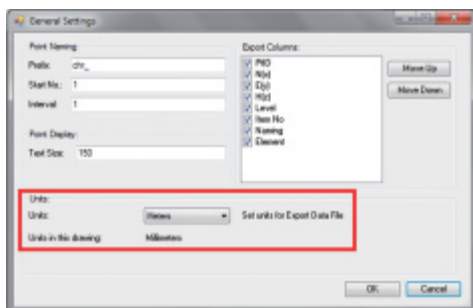 General Settings
Point Naming:
Prefix: chr_
Start No.: 1
Interval: 1
Point Display:
Text Size: 150
Export Columns:
PtID
N(x)
E(y)
H(z)
Level
Item No
Naming
Element
Move Up
Move Down
Units:
Units: Meters Set units for Export Data File
Units in this drawing: Millimeters
OK Cancel